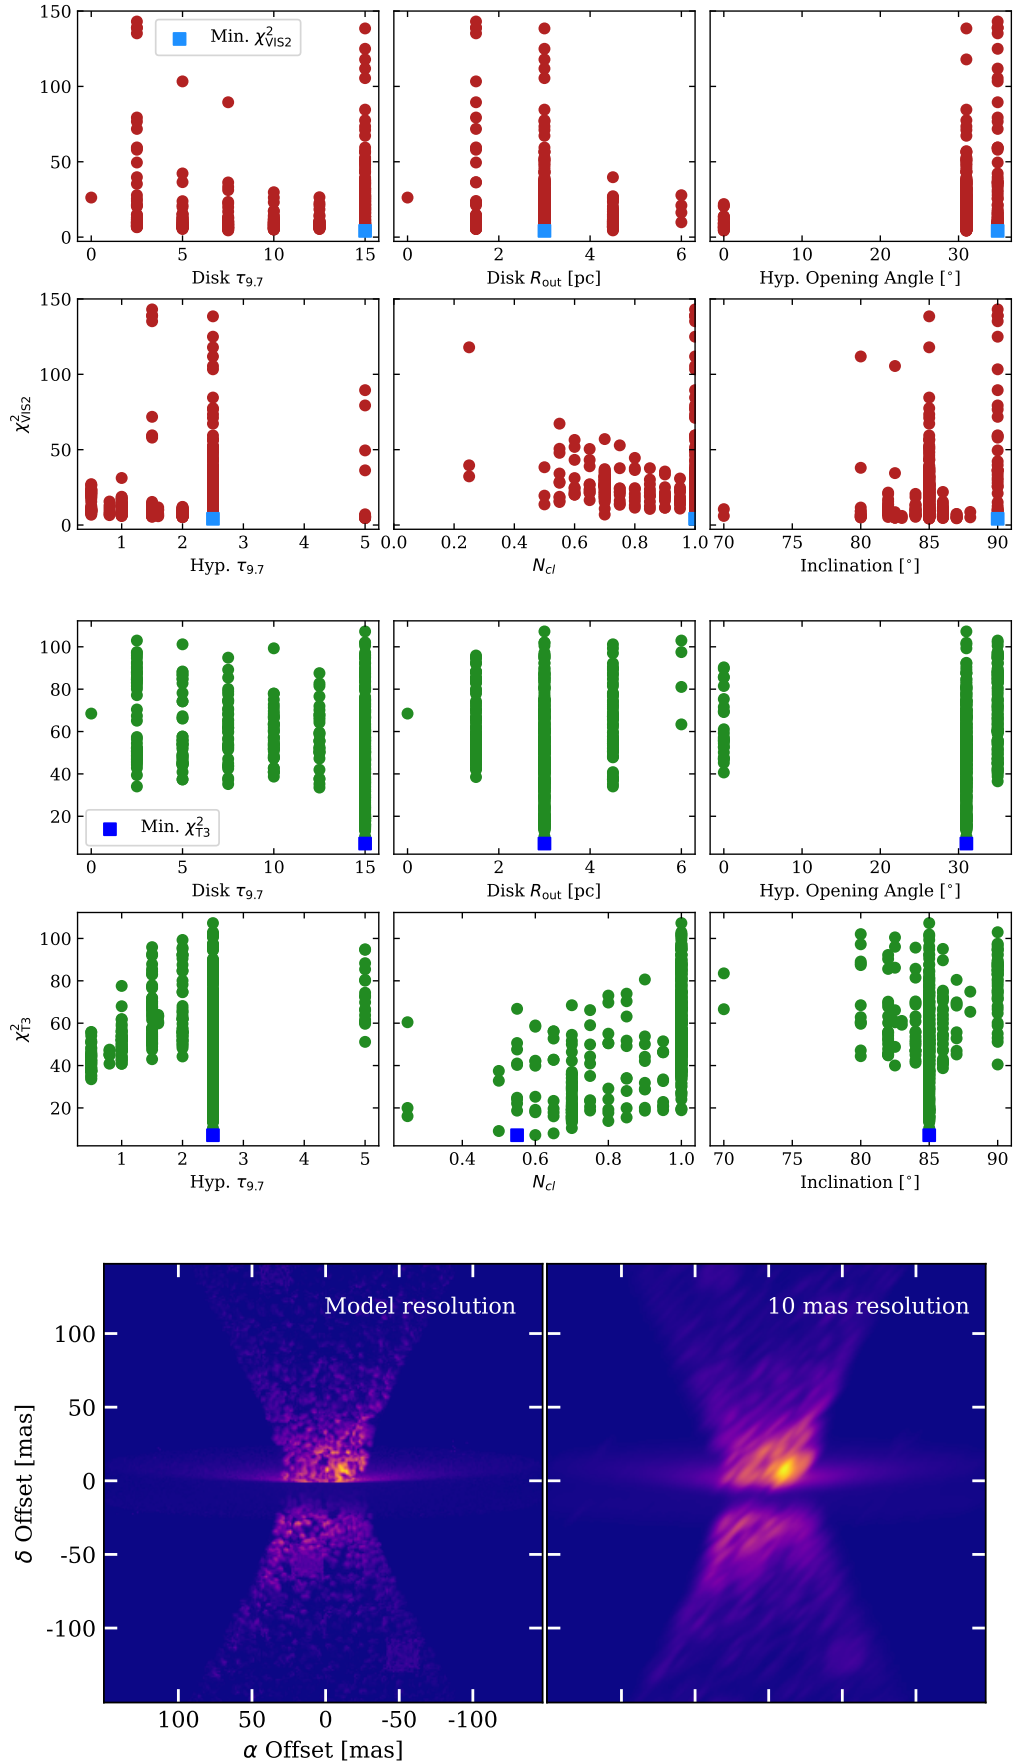 150
100
50
0
Min. χ²VIS2
0 5 10 15
Disk τ9.7
0 2 4 6
Disk Rout [pc]
0 10 20 30
Hyp. Opening Angle [°]
150
100
50
0
χ²VIS2
1 2 3 4 5
Hyp. τ9.7
0.0 0.2 0.4 0.6 0.8 1.0
Ncl
70 75 80 85 90
Inclination [°]
100
80
60
40
20
Min. χ²T3
0 5 10 15
Disk τ9.7
0 2 4 6
Disk Rout [pc]
0 10 20 30
Hyp. Opening Angle [°]
100
80
60
40
20
χ²T3
1 2 3 4 5
Hyp. τ9.7
0.4 0.6 0.8 1.0
Ncl
70 75 80 85 90
Inclination [°]
Model resolution
10 mas resolution
100
50
0
-50
-100
δ Offset [mas]
100 50 0 -50 -100
α Offset [mas]